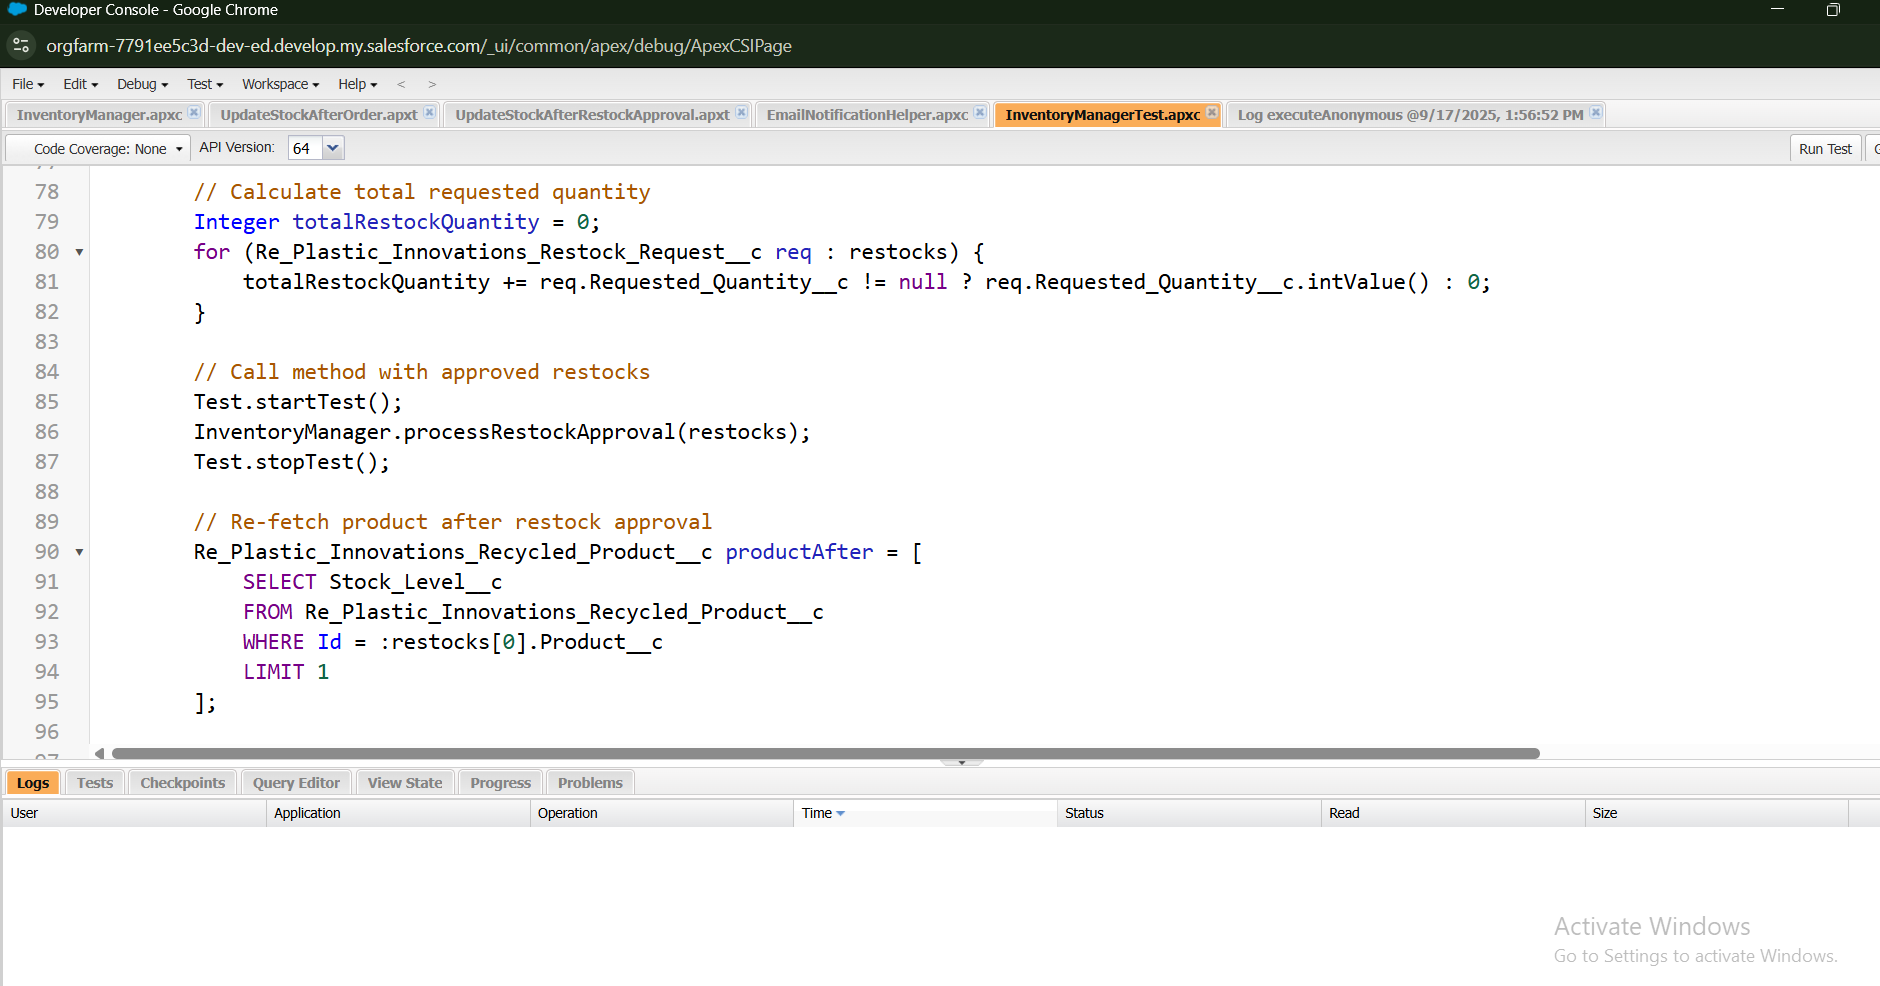 Developer Console - Google Chrome
orgfarm-7791ee5c3d-dev-ed.develop.my.salesforce.com/_ui/common/apex/debug/ApexCSIPage
File Edit Debug Test Workspace Help < >
InventoryManager.apxc UpdateStockAfterOrder.apxt UpdateStockAfterRestockApproval.apxt EmailNotificationHelper.apxc InventoryManagerTest.apxc Log executeAnonymous @9/17/2025, 1:56:52 PM
Code Coverage: None API Version: 64 Run Test
78 // Calculate total requested quantity
79 Integer totalRestockQuantity = 0;
80 for (Re_Plastic_Innovations_Restock_Request__c req : restocks) {
81 totalRestockQuantity += req.Requested_Quantity__c != null ? req.Requested_Quantity__c.intValue() : 0;
82 }
83
84 // Call method with approved restocks
85 Test.startTest();
86 InventoryManager.processRestockApproval(restocks);
87 Test.stopTest();
88
89 // Re-fetch product after restock approval
90 Re_Plastic_Innovations_Recycled_Product__c productAfter = [
91 SELECT Stock_Level__c
92 FROM Re_Plastic_Innovations_Recycled_Product__c
93 WHERE Id = :restocks[0].Product__c
94 LIMIT 1
95 ];
96
Logs Tests Checkpoints Query Editor View State Progress Problems
User Application Operation Time Status Read Size
Activate Windows
Go to Settings to activate Windows.